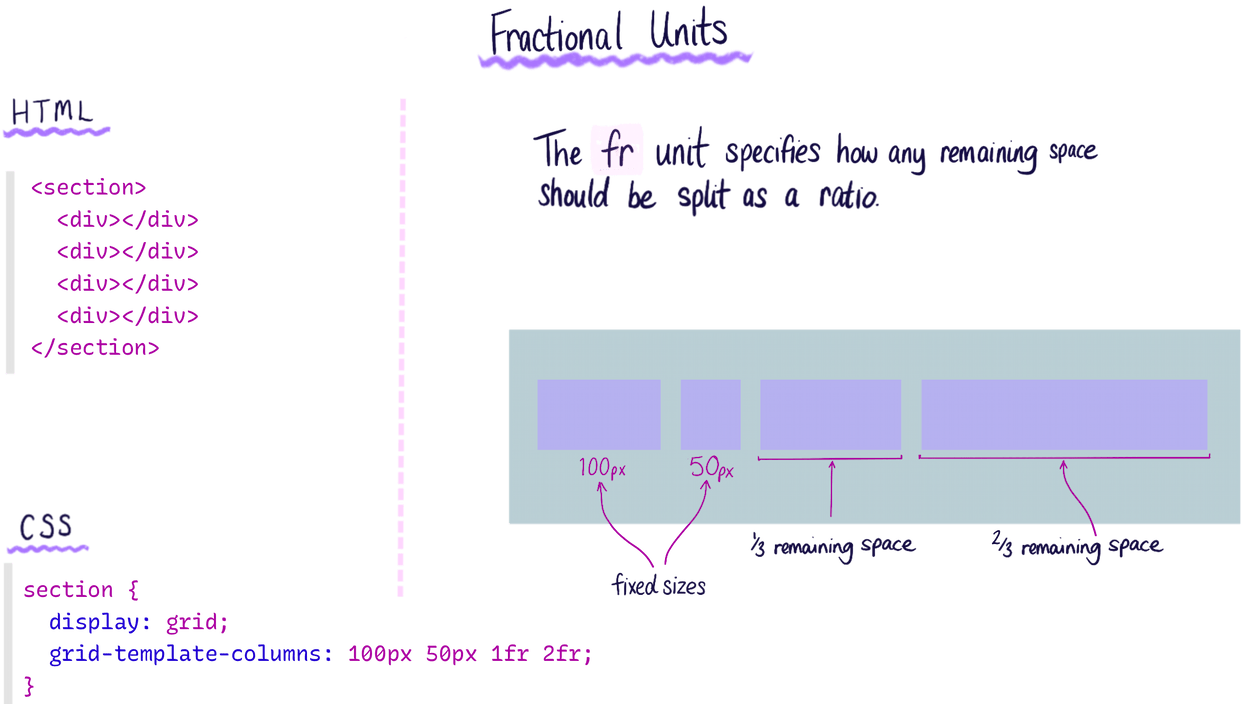 Fractional Units
HTML
<section>
  <div></div>
  <div></div>
  <div></div>
  <div></div>
</section>
CSS
section {
  display: grid;
  grid-template-columns: 100px 50px 1fr 2fr;
}
The fr unit specifies how any remaining space
should be split as a ratio.
100px 50px
1/3 remaining space 2/3 remaining space
fixed sizes